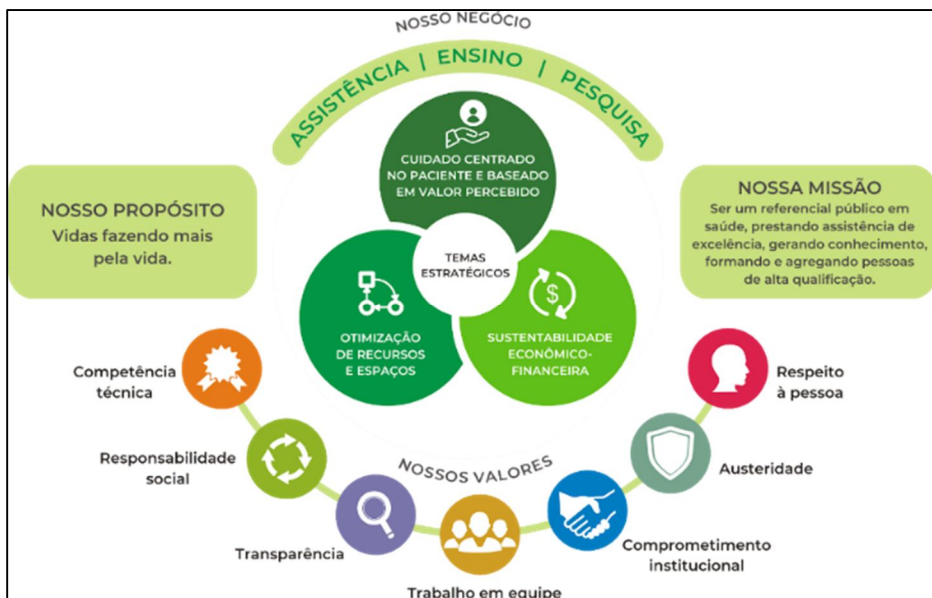 NOSSO NEGÓCIO
ASSISTÊNCIA | ENSINO | PESQUISA
CUIDADO CENTRADO
NO PACIENTE E BASEADO
EM VALOR PERCEBIDO
NOSSO PROPÓSITO
Vidas fazendo mais
pela vida.
NOSSA MISSÃO
Ser um referencial público em
saúde, prestando assistência de
excelência, gerando conhecimento,
formando e agregando pessoas
de alta qualificação.
TEMAS
ESTRATÉGICOS
OTIMIZAÇÃO
DE RECURSOS
E ESPAÇOS
$
SUSTENTABILIDADE
ECONÔMICO-
FINANCEIRA
NOSSOS VALORES
Competência
técnica
Responsabilidade
social
Transparência
Trabalho em equipe
Comprometimento
institucional
Austeridade
Respeito
à pessoa